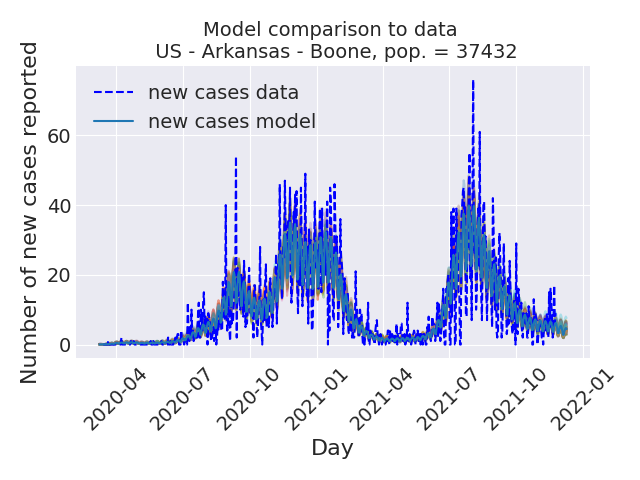 Model comparison to data
US - Arkansas - Boone, pop. = 37432
Number of new cases reported
new cases data
new cases model
60
40
20
0
2020-04
2020-07
2020-10
2021-01
2021-04
2021-07
2021-10
2022-01
Day